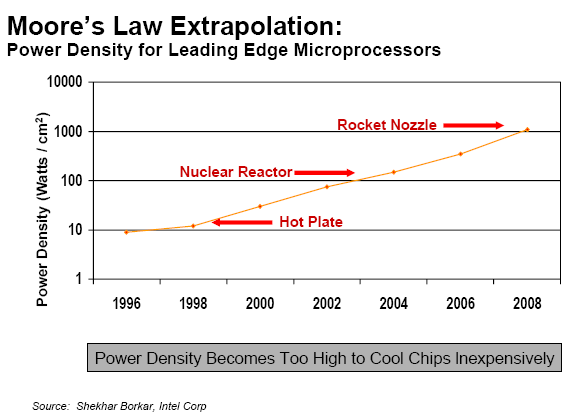 Moore's Law Extrapolation:
Power Density for Leading Edge Microprocessors
Power Density (Watts / cm²)
10000
1000
100
10
1
Rocket Nozzle
Nuclear Reactor
Hot Plate
1996 1998 2000 2002 2004 2006 2008
Power Density Becomes Too High to Cool Chips Inexpensively
Source: Shekhar Borkar, Intel Corp